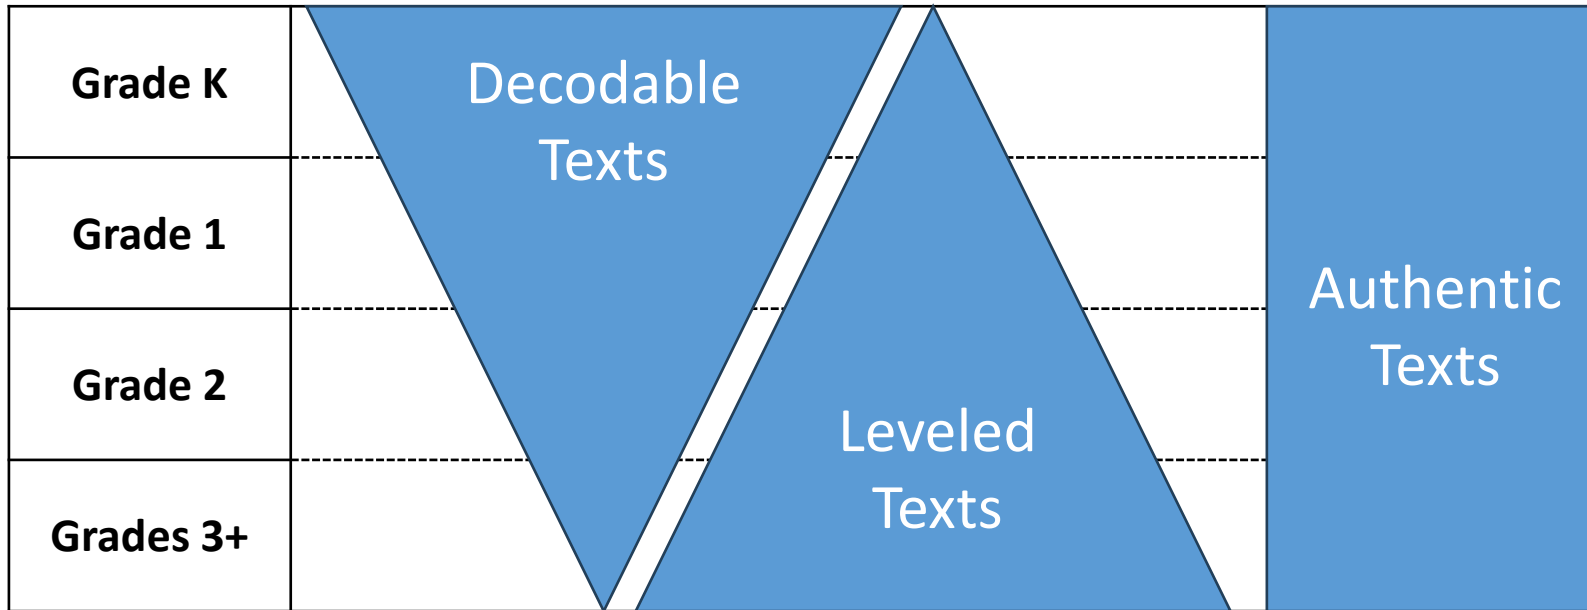 Grade K
Grade 1
Grade 2
Grades 3+
Decodable
Texts
Leveled
Texts
Authentic
Texts